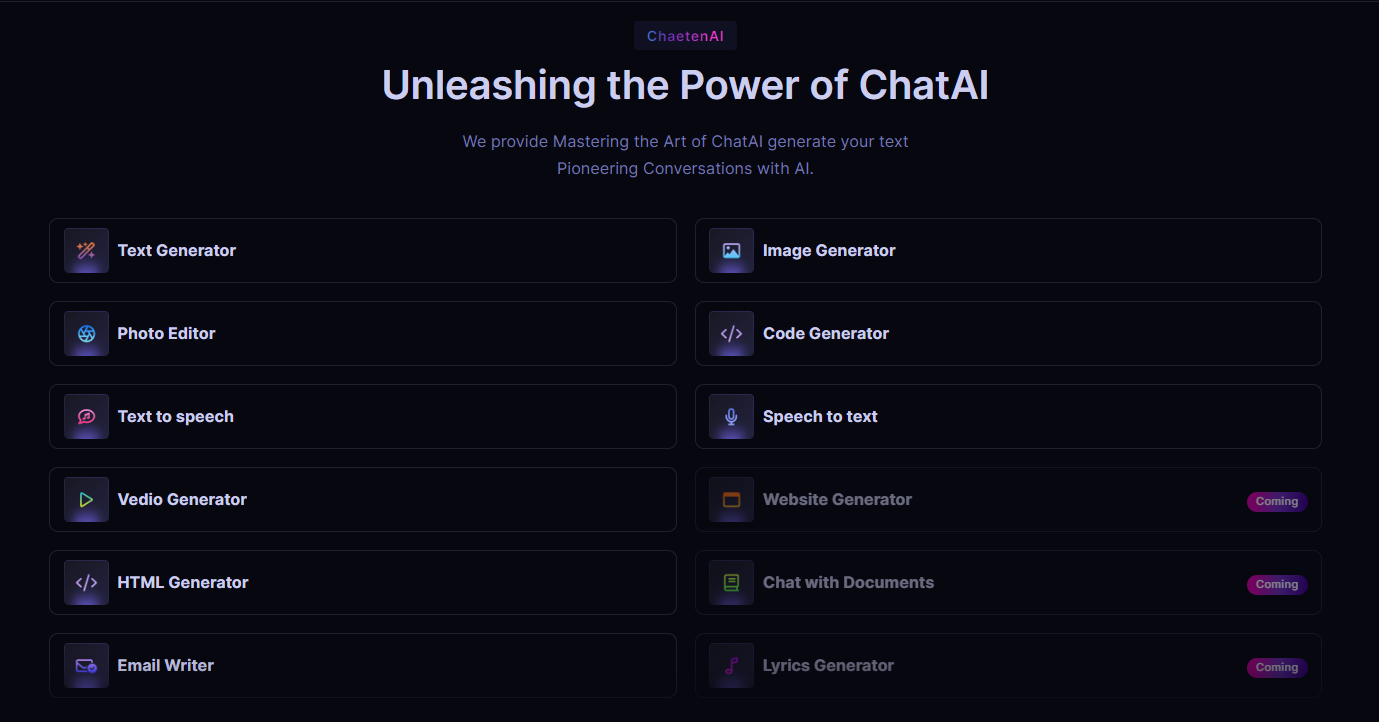 ChaetenAI
Unleashing the Power of ChatAI
We provide Mastering the Art of ChatAI generate your text
Pioneering Conversations with AI.
Text Generator
Image Generator
Photo Editor
Code Generator
Text to speech
Speech to text
Vedio Generator
Website Generator
Coming
HTML Generator
Chat with Documents
Coming
Email Writer
Lyrics Generator
Coming